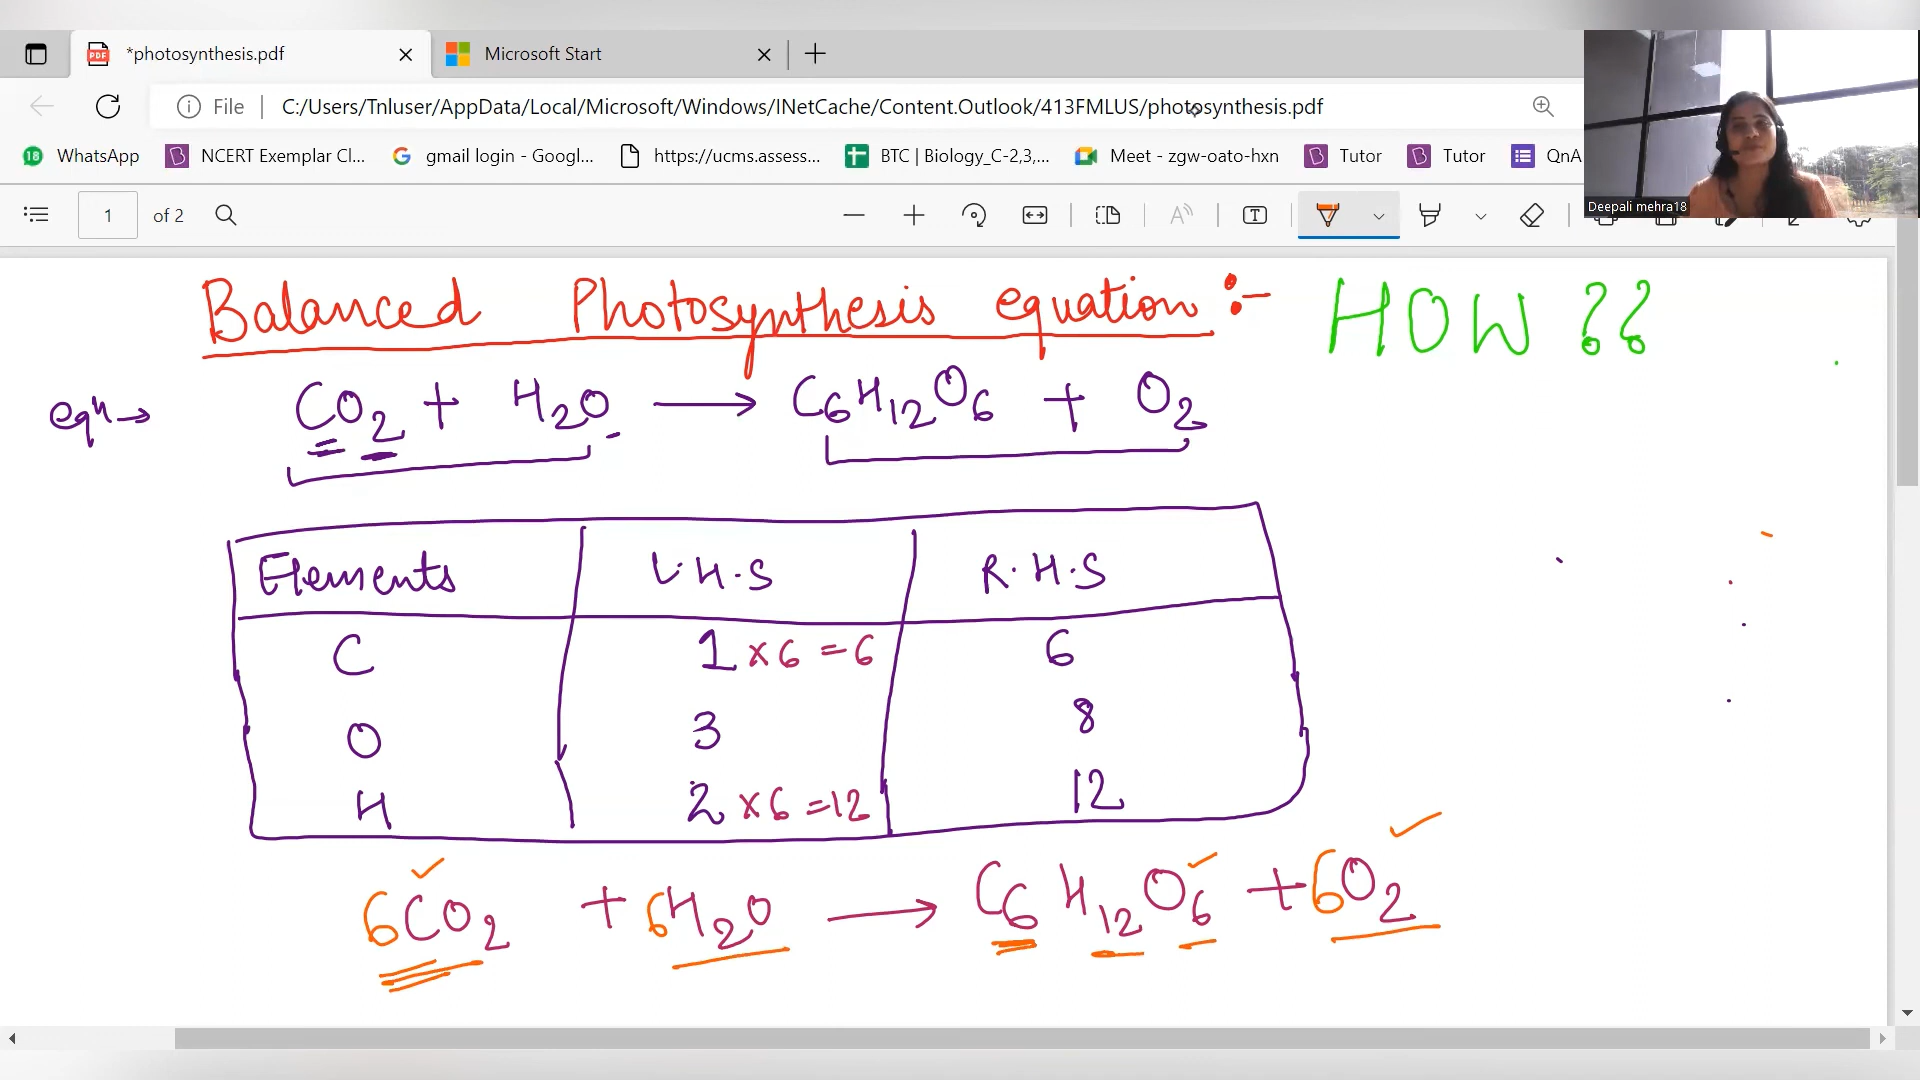 *photosynthesis.pdf
Microsoft Start
File C:/Users/Tnluser/AppData/Local/Microsoft/Windows/INetCache/Content.Outlook/413FMLUS/photosynthesis.pdf
18 WhatsApp NCERT Exemplar Cl... gmail login - Googl... https://ucms.assess... BTC | Biology_C-2,3,... Meet - zgw-oato-hxn Tutor Tutor QnA
1 of 2
Deepali mehra18
Balanced Photosynthesis equation :- HOW ??
eqn → CO2 + H2O → C6H12O6 + O2
Elements L.H.S R.H.S
C 1 × 6 = 6 6
O 3 8
H 2 × 6 = 12 12
6CO2 + 6H2O → C6H12O6 + 6O2